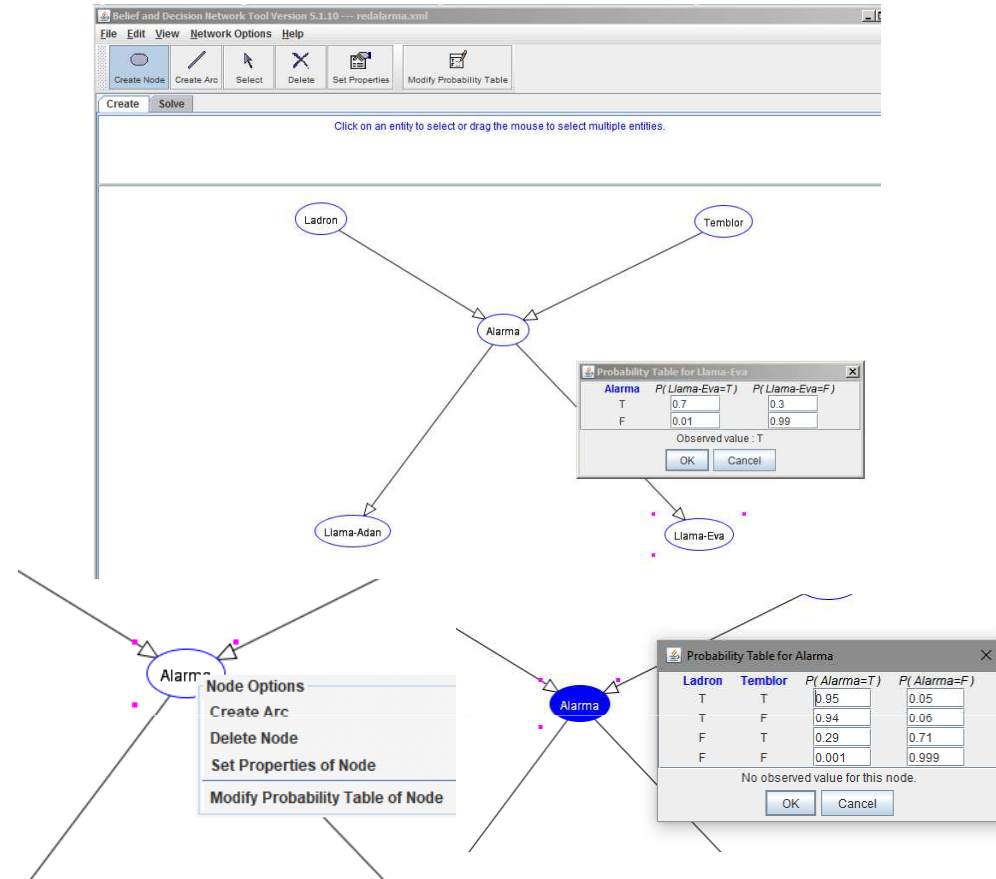 Belief and Decision Network Tool Version 5.1.10 --- redalarma.xml
File Edit View Network Options Help
Create Node Create Arc Select Delete Set Properties Modify Probability Table
Create Solve
Click on an entity to select or drag the mouse to select multiple entities.
Ladron
Temblor
Alarma
Probability Table for Llama-Eva
Alarma P(Llama-Eva=T) P(Llama-Eva=F)
T 0.7 0.3
F 0.01 0.99
Observed value : T
OK Cancel
Llama-Adan
Llama-Eva
Alarma
Node Options
Create Arc
Delete Node
Set Properties of Node
Modify Probability Table of Node
Alarma
Probability Table for Alarma
Ladron Temblor P(Alarma=T) P(Alarma=F)
T T 0.95 0.05
T F 0.94 0.06
F T 0.29 0.71
F F 0.001 0.999
No observed value for this node.
OK Cancel